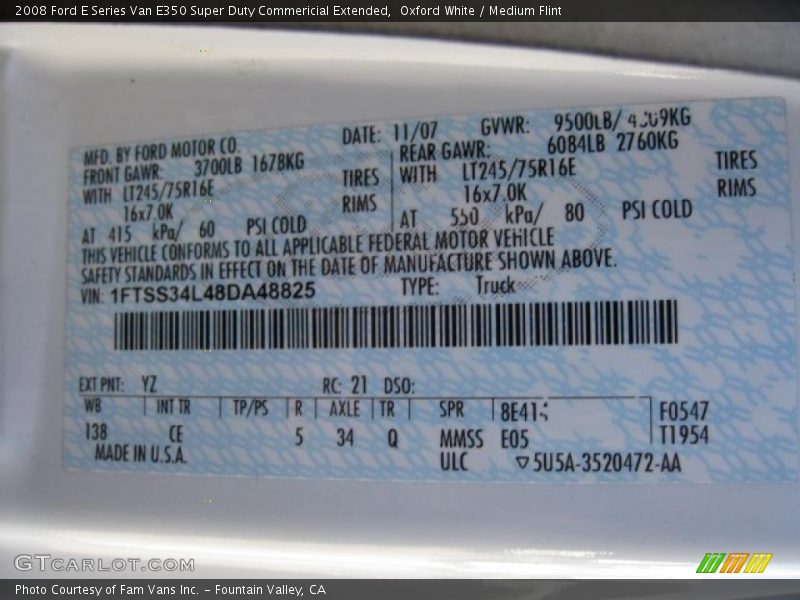 2008 Ford E Series Van E350 Super Duty Commericial Extended,  Oxford White / Medium Flint
MFD. BY FORD MOTOR CO. DATE: 11/07 GVWR: 9500LB/
FRONT GAWR: 3700LB 1678KG REAR GAWR: 6084LB 2760KG
WITH LT245/75R16E TIRES WITH LT245/75R16E TIRES
16x7.0K RIMS 16x7.0K RIMS
AT 415 kPa/ 60 PSI COLD AT 550 kPa/ 80 PSI COLD
THIS VEHICLE CONFORMS TO ALL APPLICABLE FEDERAL MOTOR VEHICLE
SAFETY STANDARDS IN EFFECT ON THE DATE OF MANUFACTURE SHOWN ABOVE.
VIN: 1FTSS34L48DA48825 TYPE: Truck
EXT PNT: YZ RC: 21 DSO:
WB INT TR TP/PS R AXLE TR SPR 8E41 F0547
138 CE 5 34 Q MMSS E05 T1954
MADE IN U.S.A. ULC ▽5U5A-3520472-AA
GTCARLOT.COM
Photo Courtesy of Fam Vans Inc. – Fountain Valley, CA